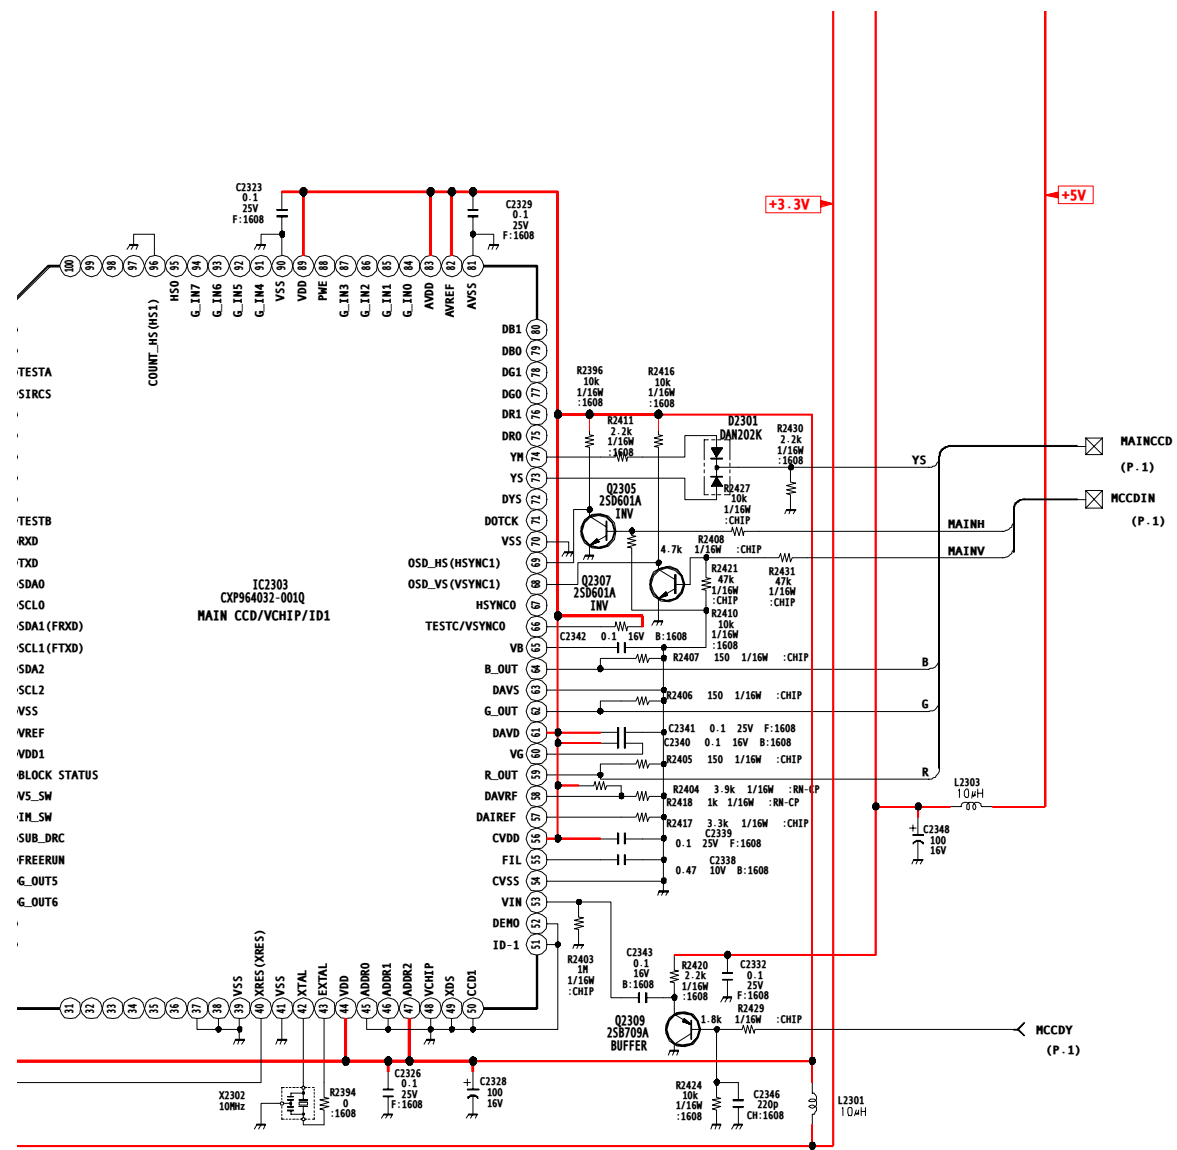 C2323
0.1
25V
F:1608
C2329
0.1
25V
F:1608
+3.3V
+5V
100 99 98 97 96 95 94 93 92 91 90 89 88 87 86 85 84 83 82 81
COUNT_HS(HS1)
HSO
G_IN7
G_IN6
G_IN5
G_IN4
VSS
VDD
PWE
G_IN3
G_IN2
G_IN1
G_IN0
AVDD
AVREF
AVSS
DB1 80
DB0 79
TESTA
DG1 78
SIRCS
DG0 77
DR1 76
DR0 75
YM 74
YS 73
DYS 72
TESTB
DOTCK 71
RXD
VSS 70
TXD
OSD_HS(HSYNC1) 69
SDA0
OSD_VS(VSYNC1) 68
SCL0
HSYNC0 67
SDA1(FRXD)
TESTC/VSYNC0 66
SCL1(FTXD)
VB 65
SDA2
B_OUT 64
SCL2
DAVS 63
VSS
G_OUT 62
VREF
DAVD 61
VDD1
VG 60
BLOCK STATUS
R_OUT 59
V5_SW
DAVRF 58
IM_SW
DAIREF 57
SUB_DRC
CVDD 56
FREERUN
FIL 55
G_OUT5
CVSS 54
G_OUT6
VIN 53
DEMO 52
ID-1 51
IC2303
CXP964032-001Q
MAIN CCD/VCHIP/ID1
R2396
10k
1/16W
:1608
R2416
10k
1/16W
:1608
R2411
2.2k
1/16W
:1608
D2301
DAN202K
R2430
2.2k
1/16W
:1608
YS
MAINCCD
(P.1)
Q2305
2SD601A
INV
R2427
10k
1/16W
:CHIP
MCCDIN
(P.1)
MAINH
MAINV
R2408
4.7k 1/16W :CHIP
R2421
47k
1/16W
:CHIP
R2431
47k
1/16W
:CHIP
Q2307
2SD601A
INV
R2410
10k
1/16W
:1608
C2342 0.1 16V B:1608
R2407 150 1/16W :CHIP
B
R2406 150 1/16W :CHIP
G
C2341 0.1 25V F:1608
C2340 0.1 16V B:1608
R2405 150 1/16W :CHIP
R
R2404 3.9k 1/16W :RN-CP
R2418 1k 1/16W :RN-CP
R2417 3.3k 1/16W :CHIP
C2339
0.1 25V F:1608
C2338
0.47 10V B:1608
L2303
10μH
+
C2348
100
16V
R2403
1M
1/16W
:CHIP
C2343
0.1
16V
B:1608
R2420
2.2k
1/16W
:1608
C2332
0.1
25V
F:1608
R2429
1.8k 1/16W :CHIP
Q2309
2SB709A
BUFFER
MCCDY
(P.1)
VSS
XRES(XRES)
VSS
XTAL
EXTAL
VDD
ADDR0
ADDR1
ADDR2
VCHIP
XDS
CCD1
31 32 33 34 35 36 37 38 39 40 41 42 43 44 45 46 47 48 49 50
X2302
10MHz
R2394
0
:1608
C2326
0.1
25V
F:1608
+
C2328
100
16V
R2424
10k
1/16W
:1608
C2346
220p
CH:1608
L2301
10μH